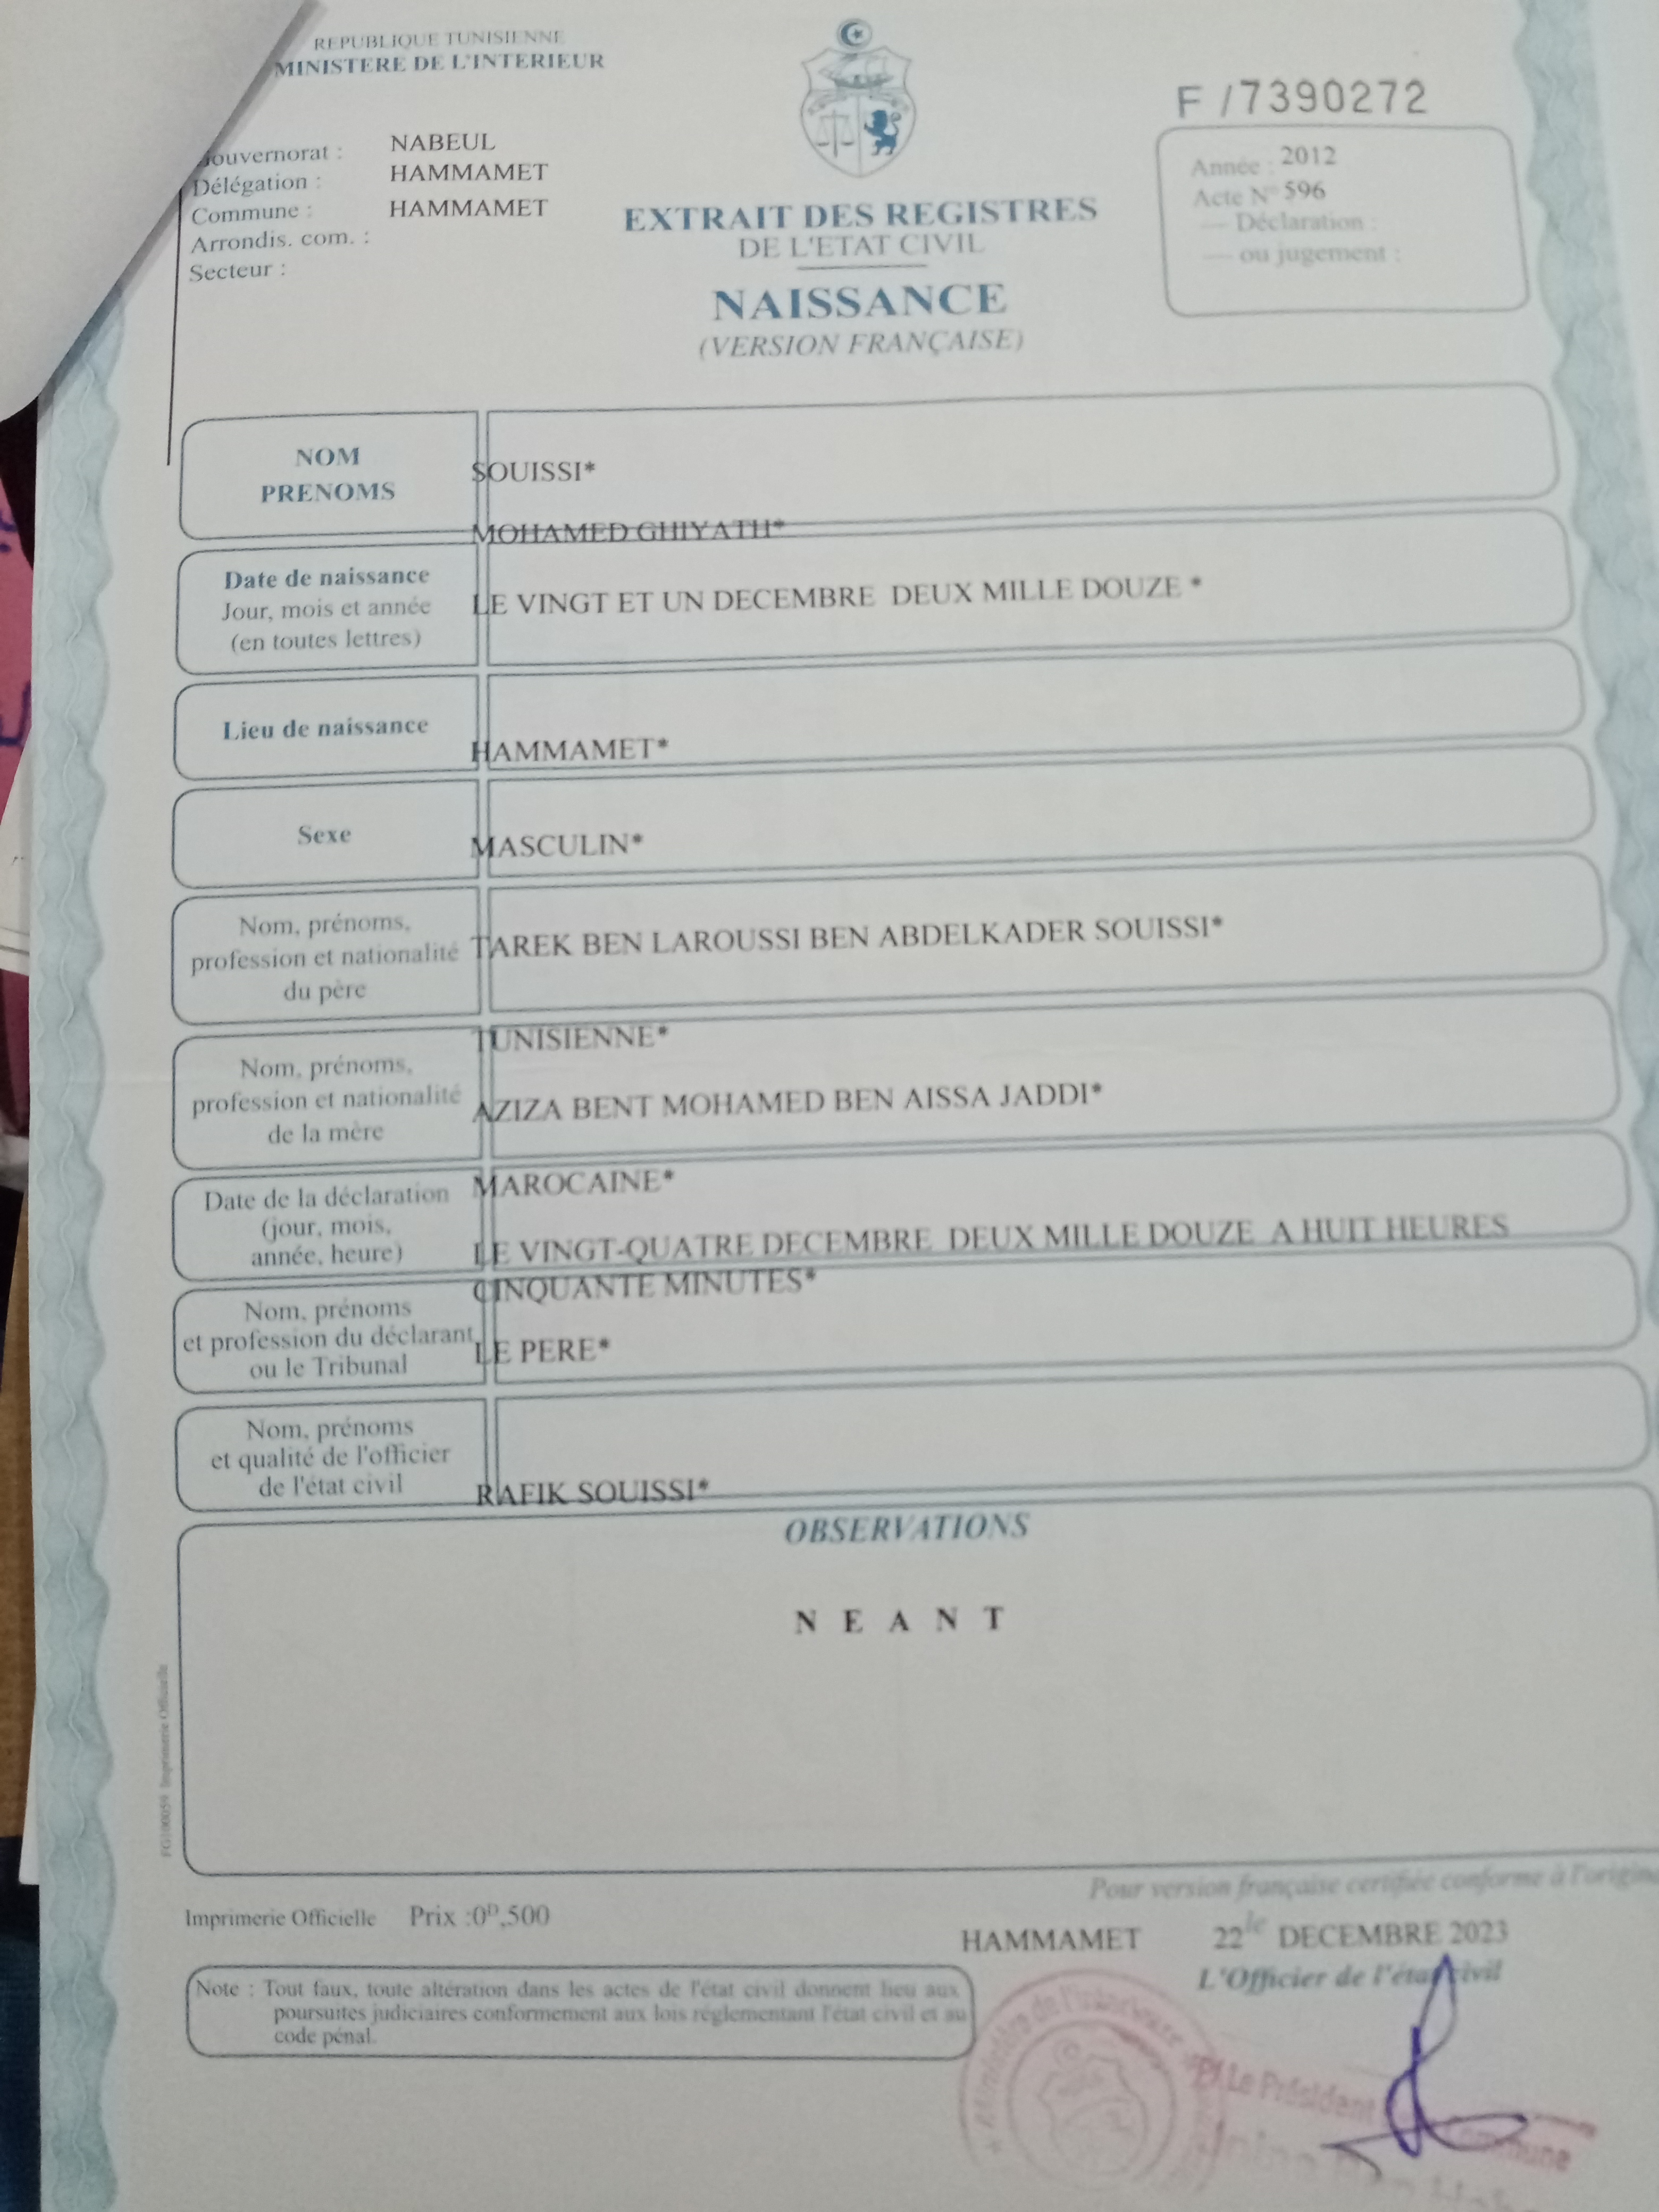 REPUBLIQUE TUNISIENNE
MINISTERE DE L'INTERIEUR
F /7390272
Gouvernorat : NABEUL
Délégation : HAMMAMET
Commune : HAMMAMET
Arrondis. com. :
Secteur :
EXTRAIT DES REGISTRES
DE L'ETAT CIVIL
NAISSANCE
(VERSION FRANÇAISE)
Année : 2012
Acte N° 596
— Déclaration :
— ou jugement :
NOM
PRENOMS
SOUISSI*
MOHAMED GHIYATH*
Date de naissance
Jour, mois et année
(en toutes lettres)
LE VINGT ET UN DECEMBRE DEUX MILLE DOUZE *
Lieu de naissance
HAMMAMET*
Sexe
MASCULIN*
Nom, prénoms,
profession et nationalité
du père
TAREK BEN LAROUSSI BEN ABDELKADER SOUISSI*
TUNISIENNE*
Nom, prénoms,
profession et nationalité
de la mère
AZIZA BENT MOHAMED BEN AISSA JADDI*
MAROCAINE*
Date de la déclaration
(jour, mois,
année, heure)
LE VINGT-QUATRE DECEMBRE DEUX MILLE DOUZE A HUIT HEURES
CINQUANTE MINUTES*
Nom, prénoms
et profession du déclarant
ou le Tribunal
LE PERE*
Nom, prénoms
et qualité de l'officier
de l'état civil
RAFIK SOUISSI*
OBSERVATIONS
N E A N T
Imprimerie Officielle
Pour version française certifiée conforme à l'origin
Imprimerie Officielle Prix :0D,500
HAMMAMET 22 le DECEMBRE 2023
L'Officier de l'état civil
Note : Tout faux, toute altération dans les actes de l'état civil donnent lieu aux
poursuites judiciaires conformement aux lois réglementant l'état civil et au
code pénal.
Ministère de l'Intérieur
P/ Le Président
Commune